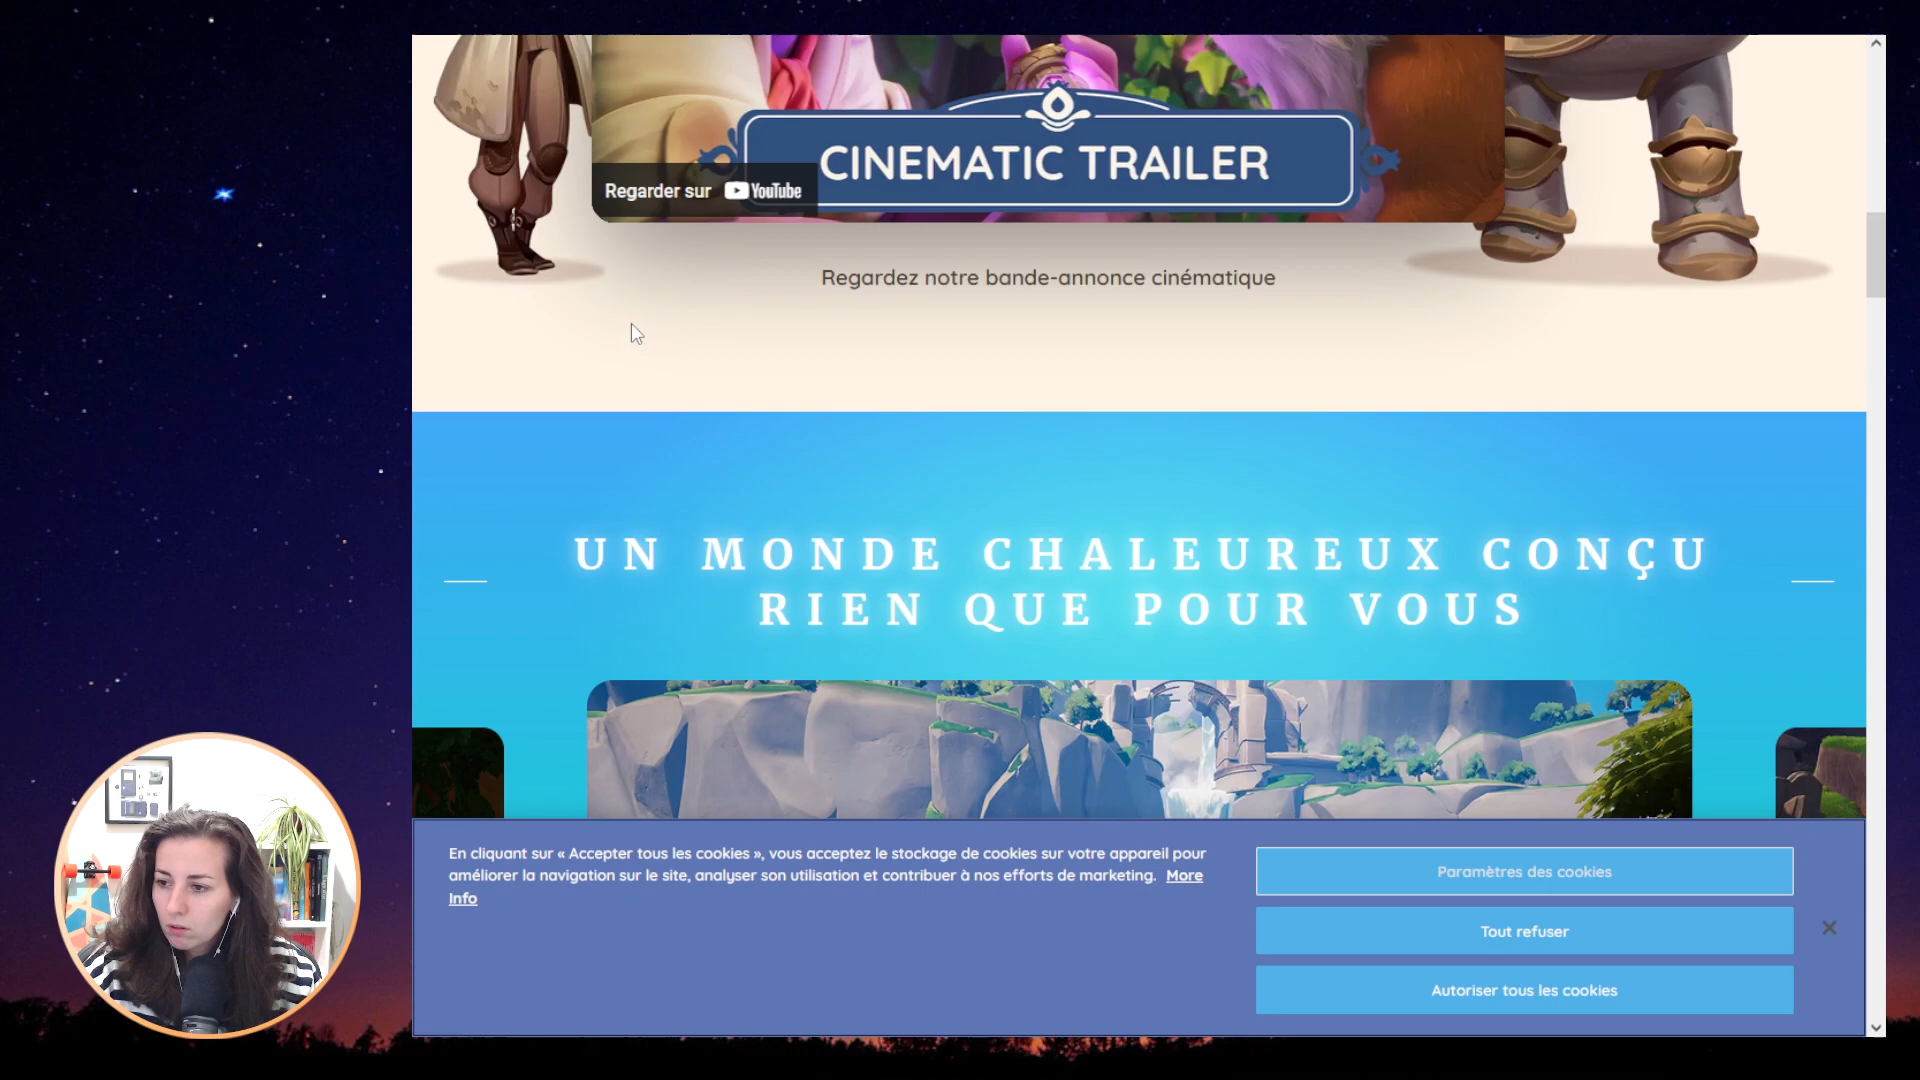 CINEMATIC TRAILER
Regarder sur YouTube
Regardez notre bande-annonce cinématique
UN MONDE CHALEUREUX CONÇU
RIEN QUE POUR VOUS
En cliquant sur « Accepter tous les cookies », vous acceptez le stockage de cookies sur votre appareil pour
améliorer la navigation sur le site, analyser son utilisation et contribuer à nos efforts de marketing. More
Info
Paramètres des cookies
Tout refuser
Autoriser tous les cookies